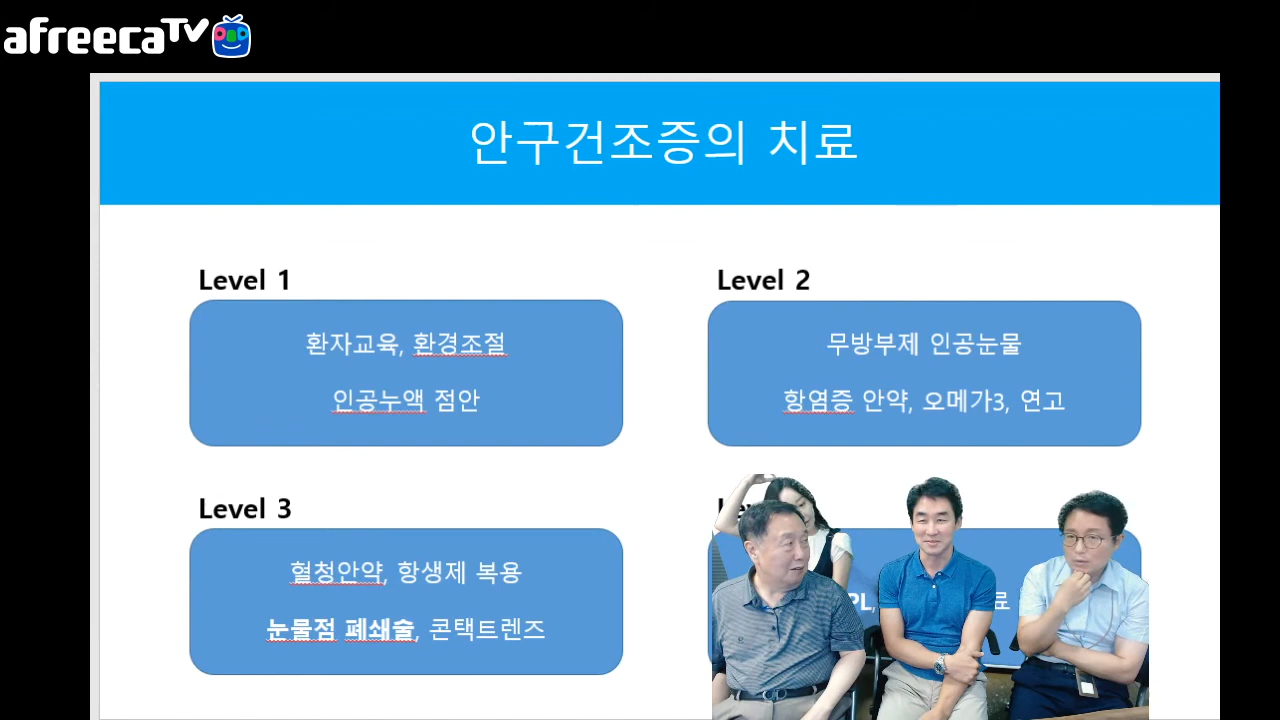 afreecaTV
안구건조증의 치료
Level 1
환자교육, 환경조절
인공누액 점안
Level 2
무방부제 인공눈물
항염증 안약, 오메가3, 연고
Level 3
혈청안약, 항생제 복용
눈물점 폐쇄술, 콘택트렌즈